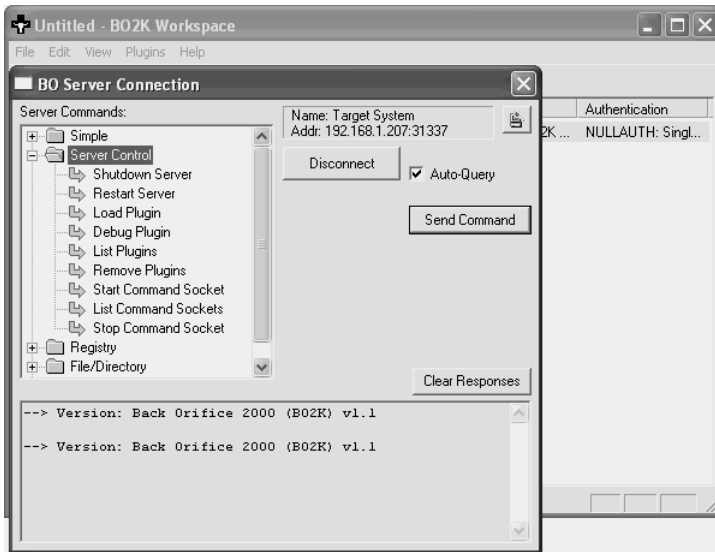 Untitled - BO2K Workspace
File Edit View Plugins Help
BO Server Connection
Server Commands:
Simple
Server Control
Shutdown Server
Restart Server
Load Plugin
Debug Plugin
List Plugins
Remove Plugins
Start Command Socket
List Command Sockets
Stop Command Socket
Registry
File/Directory
Name: Target System
Addr: 192.168.1.207:31337
Disconnect
Auto-Query
Send Command
Clear Responses
Authentication
2K ... NULLAUTH: Singl...
--> Version: Back Orifice 2000 (BO2K) v1.1
--> Version: Back Orifice 2000 (BO2K) v1.1